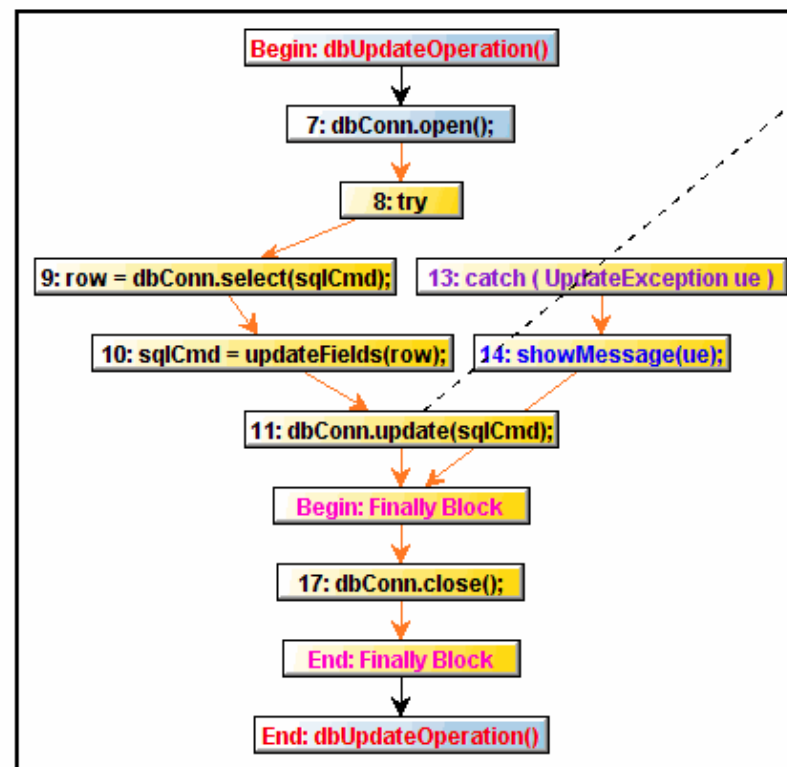 Begin: dbUpdateOperation()
7: dbConn.open();
8: try
9: row = dbConn.select(sqlCmd);
13: catch ( UpdateException ue )
10: sqlCmd = updateFields(row);
14: showMessage(ue);
11: dbConn.update(sqlCmd);
Begin: Finally Block
17: dbConn.close();
End: Finally Block
End: dbUpdateOperation()